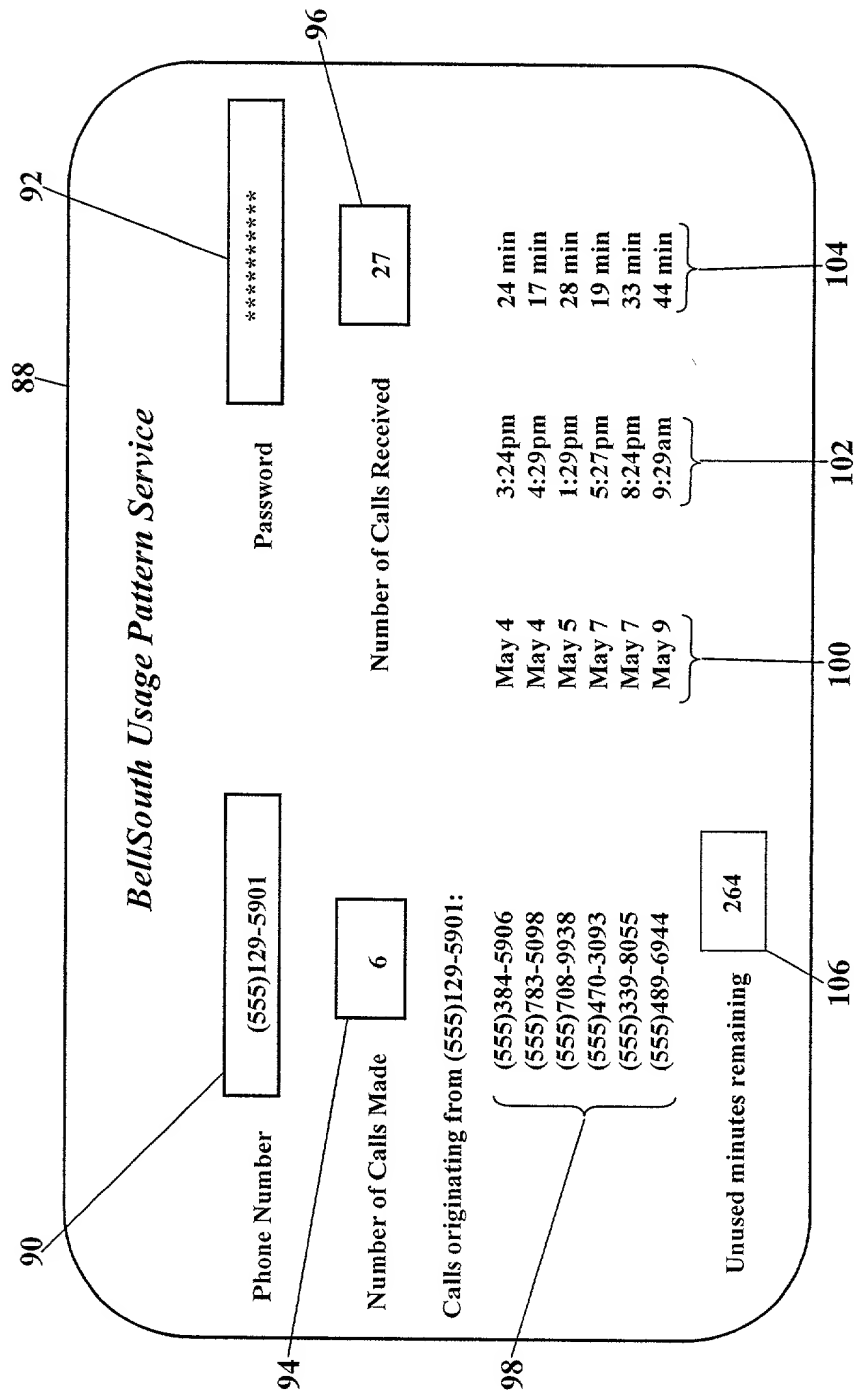 88
92
96
90
94
BellSouth Usage Pattern Service
Phone Number (555)129-5901 Password **********
Number of Calls Made 6 Number of Calls Received 27
Calls originating from (555)129-5901:
(555)384-5906 May 4 3:24pm 24 min
(555)783-5098 May 4 4:29pm 17 min
(555)708-9938 May 5 1:29pm 28 min
(555)470-3093 May 7 5:27pm 19 min
(555)339-8055 May 7 8:24pm 33 min
(555)489-6944 May 9 9:29am 44 min
98
Unused minutes remaining 264
106
100
102
104